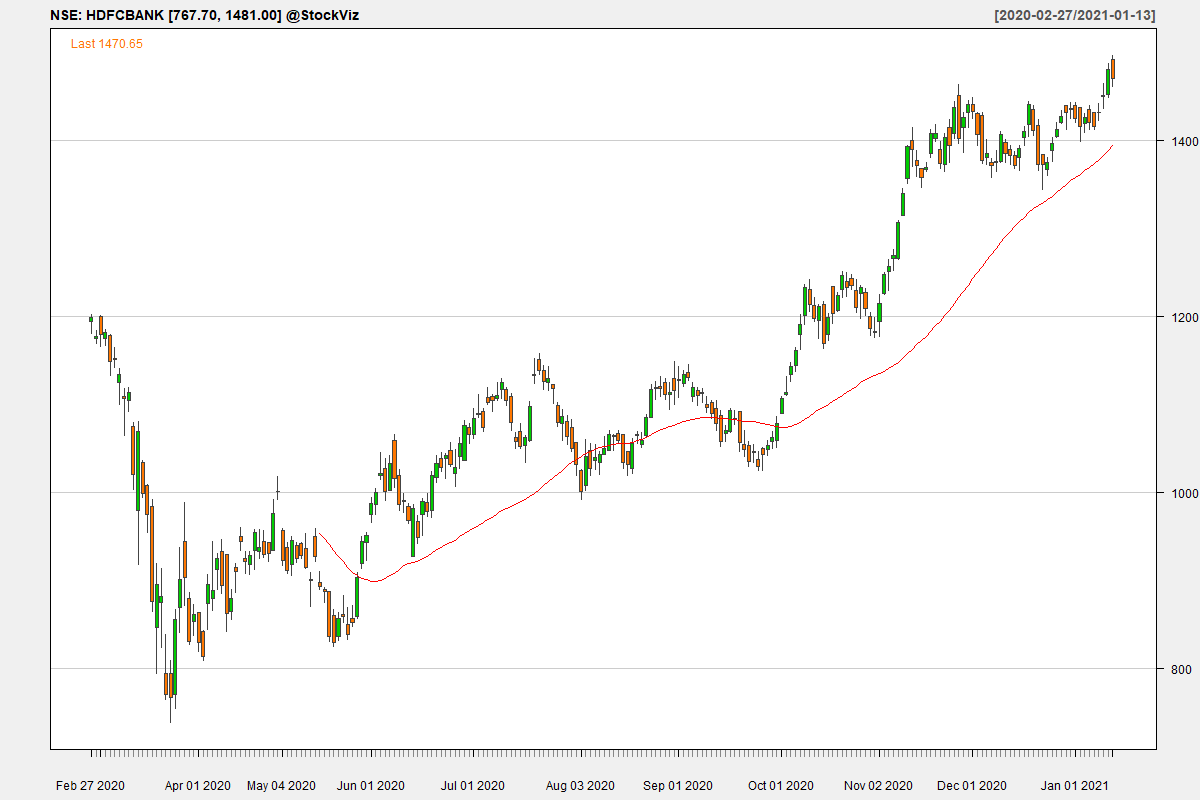 NSE: HDFCBANK [767.70, 1481.00] @StockViz [2020-02-27/2021-01-13]
Last 1470.65
1400
1200
1000
800
Feb 27 2020 Apr 01 2020 May 04 2020 Jun 01 2020 Jul 01 2020 Aug 03 2020 Sep 01 2020 Oct 01 2020 Nov 02 2020 Dec 01 2020 Jan 01 2021